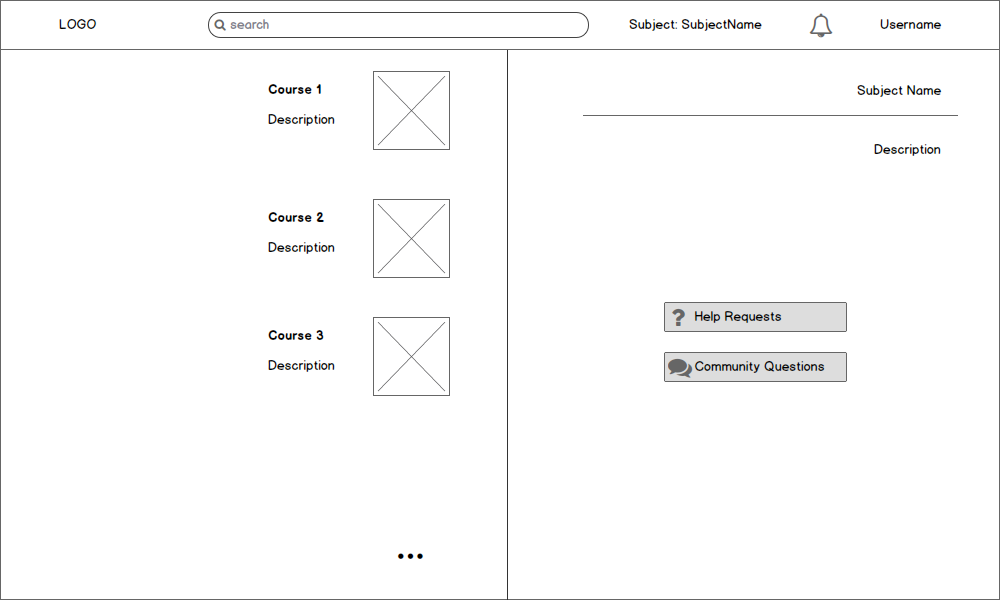 LOGO
search
Subject: SubjectName
Username
Course 1
Description
Course 2
Description
Course 3
Description
Subject Name
Description
? Help Requests
Community Questions